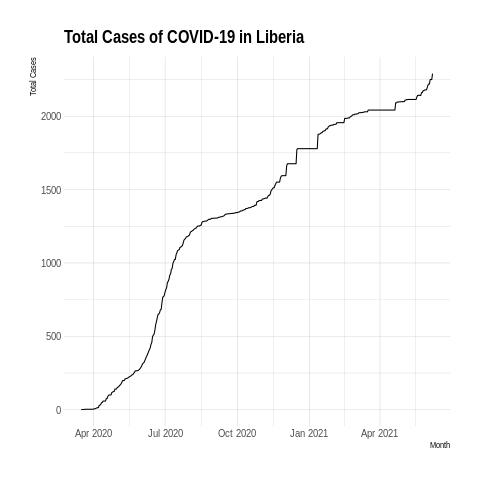 Total Cases of COVID-19 in Liberia
Total Cases
2000
1500
1000
500
0
Apr 2020 Jul 2020 Oct 2020 Jan 2021 Apr 2021
Month